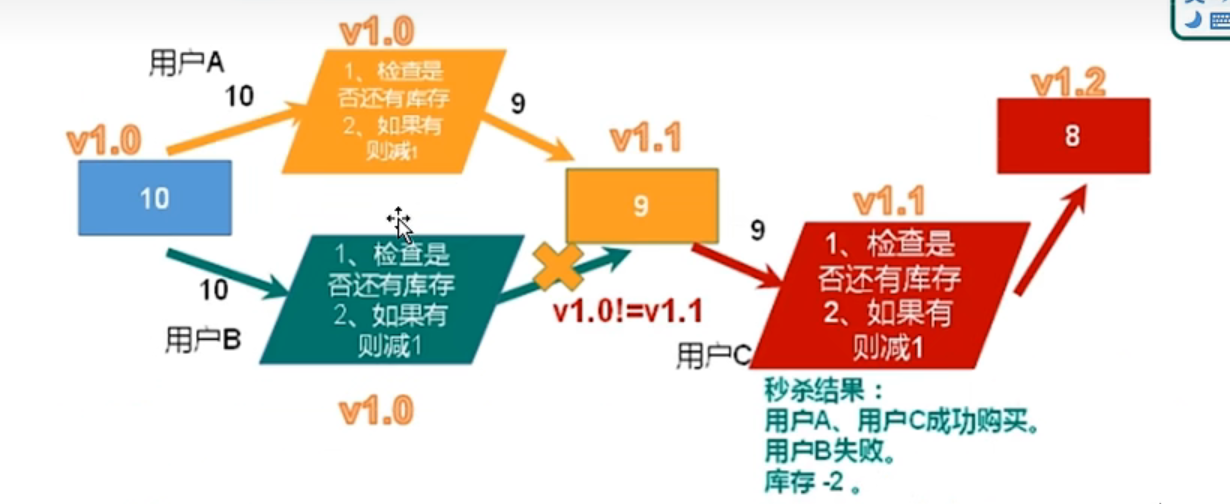 v1.0
用户A
10
1、检查是
否还有库存
2、如果有
则减1
9
v1.0
10
v1.1
9
v1.2
8
10
用户B
1、检查是
否还有库存
2、如果有
则减1
v1.0
v1.0!=v1.1
9
用户C
v1.1
1、检查是
否还有库存
2、如果有
则减1
秒杀结果：
用户A、用户C成功购买。
用户B失败。
库存 -2 。